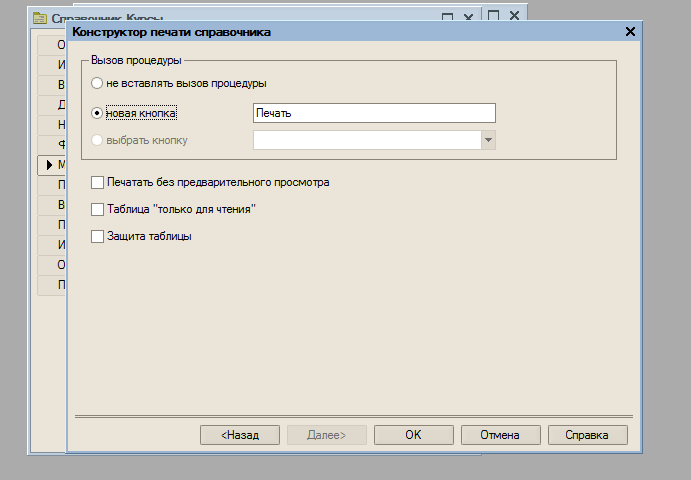 Справочник Курсы
Конструктор печати справочника
Вызов процедуры
не вставлять вызов процедуры
новая кнопка
Печать
выбрать кнопку
Печатать без предварительного просмотра
Таблица "только для чтения"
Защита таблицы
О
И
В
Д
Н
Ф
М
П
В
П
И
О
П
<Назад
Далее>
OK
Отмена
Справка